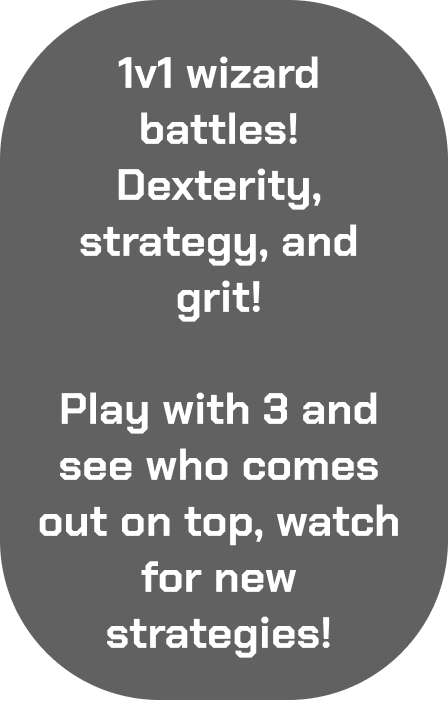 1v1 wizard
battles!
Dexterity,
strategy, and
grit!
Play with 3 and
see who comes
out on top, watch
for new
strategies!